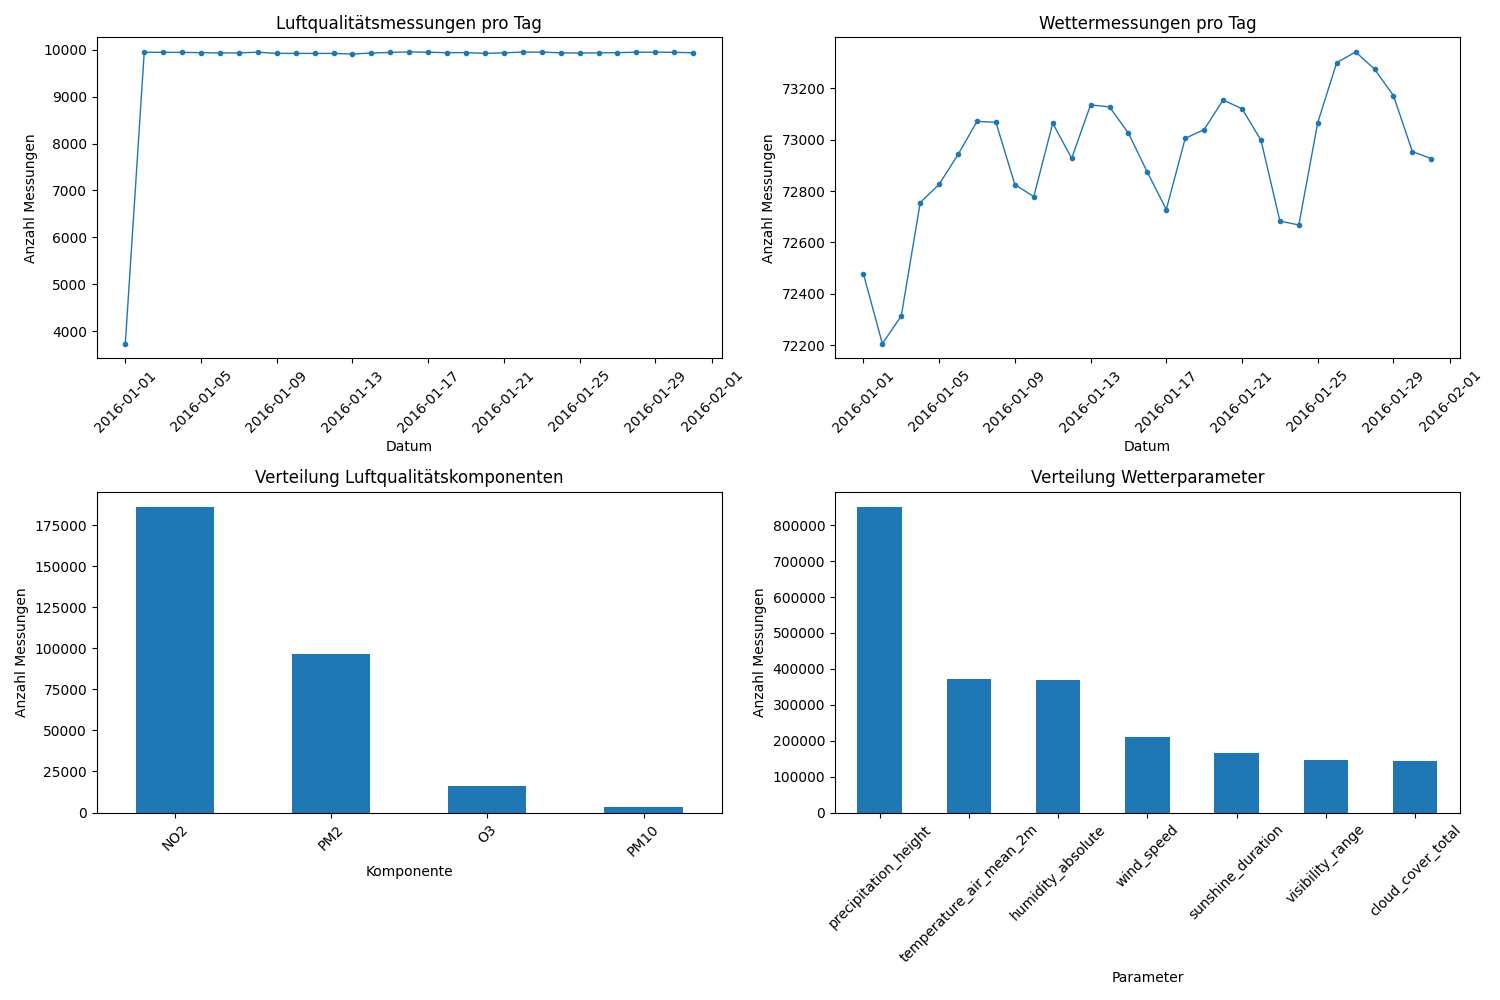 Luftqualitätsmessungen pro Tag
Anzahl Messungen
10000
9000
8000
7000
6000
5000
4000
2016-01-01
2016-01-05
2016-01-09
2016-01-13
2016-01-17
2016-01-21
2016-01-25
2016-01-29
2016-02-01
Datum
Wettermessungen pro Tag
Anzahl Messungen
73200
73000
72800
72600
72400
72200
2016-01-01
2016-01-05
2016-01-09
2016-01-13
2016-01-17
2016-01-21
2016-01-25
2016-01-29
2016-02-01
Datum
Verteilung Luftqualitätskomponenten
Anzahl Messungen
175000
150000
125000
100000
75000
50000
25000
0
NO2
PM2
O3
PM10
Komponente
Verteilung Wetterparameter
Anzahl Messungen
800000
700000
600000
500000
400000
300000
200000
100000
0
precipitation_height
temperature_air_mean_2m
humidity_absolute
wind_speed
sunshine_duration
visibility_range
cloud_cover_total
Parameter